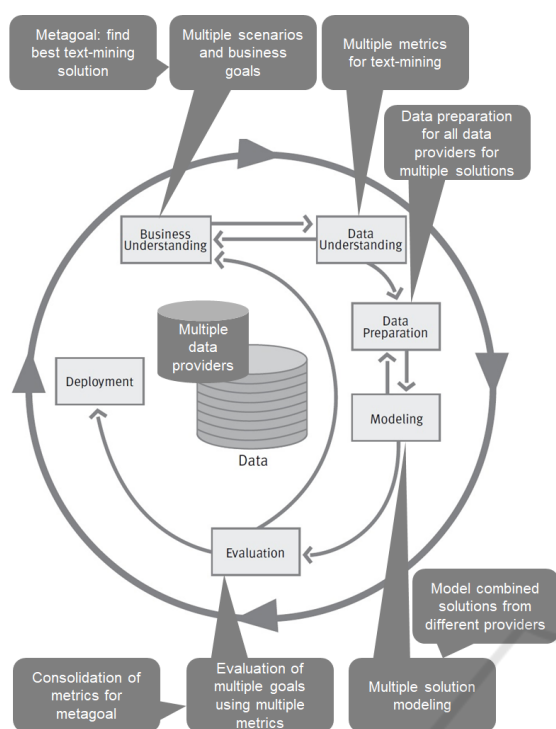 Metagoal: find
best text-mining
solution
Multiple scenarios
and business
goals
Multiple metrics
for text-mining
Data preparation
for all data
providers for
multiple solutions
Business
Understanding
Data
Understanding
Data
Preparation
Multiple
data
providers
Deployment
Modeling
Data
Evaluation
Model combined
solutions from
different providers
Consolidation of
metrics for
metagoal
Evaluation of
multiple goals
using multiple
metrics
Multiple solution
modeling